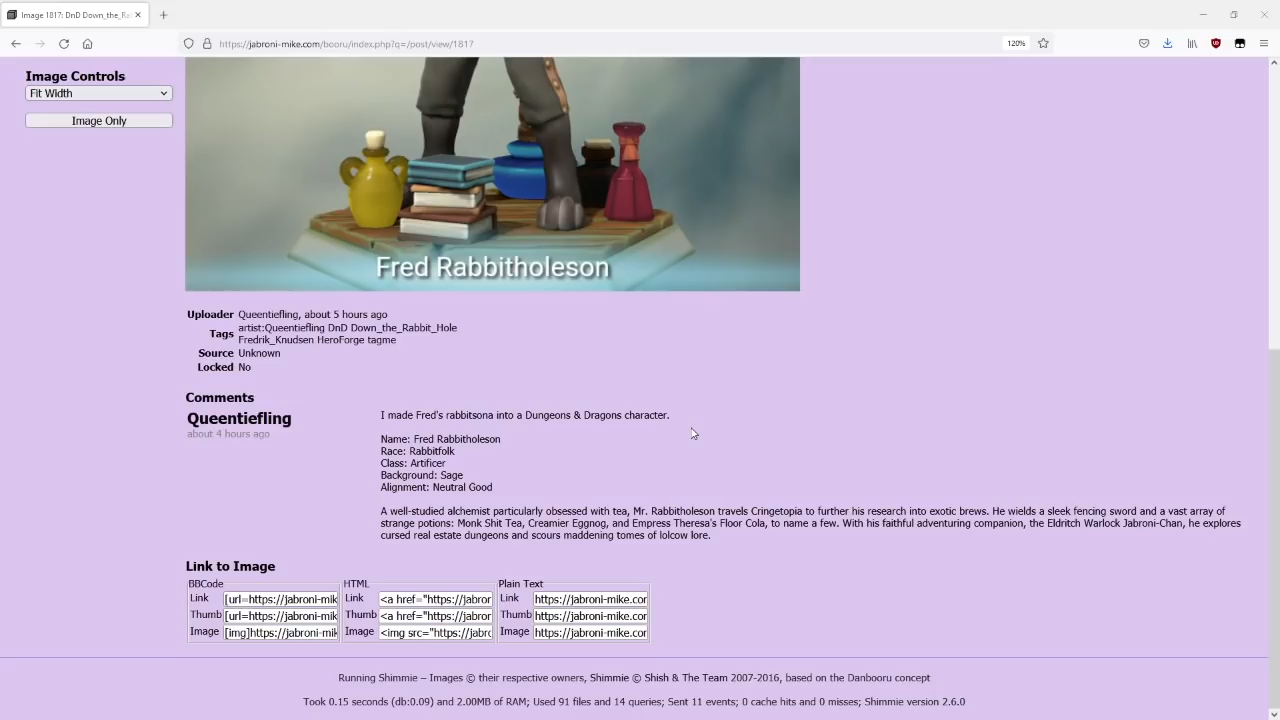 Image 1817: DnD Down_the_Ra
https://jabroni-mike.com/booru/index.php?q=/post/view/1817
120%
Image Controls
Fit Width
Image Only
Fred Rabbitholeson
Uploader Queentiefling, about 5 hours ago
Tags artist:Queentiefling DnD Down_the_Rabbit_Hole
Fredrik_Knudsen HeroForge tagme
Source Unknown
Locked No
Comments
Queentiefling
about 4 hours ago
I made Fred's rabbitsona into a Dungeons & Dragons character.
Name: Fred Rabbitholeson
Race: Rabbitfolk
Class: Artificer
Background: Sage
Alignment: Neutral Good
A well-studied alchemist particularly obsessed with tea, Mr. Rabbitholeson travels Cringetopia to further his research into exotic brews. He wields a sleek fencing sword and a vast array of
strange potions: Monk Shit Tea, Creamier Eggnog, and Empress Theresa's Floor Cola, to name a few. With his faithful adventuring companion, the Eldritch Warlock Jabroni-Chan, he explores
cursed real estate dungeons and scours maddening tomes of lolcow lore.
Link to Image
BBCode HTML Plain Text
Link [url=https://jabroni-mik Link <a href="https://jabror Link https://jabroni-mike.cor
Thumb [url=https://jabroni-mik Thumb <a href="https://jabror Thumb https://jabroni-mike.cor
Image [img]https://jabroni-mik Image <img src="https://jabrc Image https://jabroni-mike.cor
Running Shimmie – Images © their respective owners, Shimmie © Shish & The Team 2007-2016, based on the Danbooru concept
Took 0.15 seconds (db:0.09) and 2.00MB of RAM; Used 91 files and 14 queries; Sent 11 events; 0 cache hits and 0 misses; Shimmie version 2.6.0